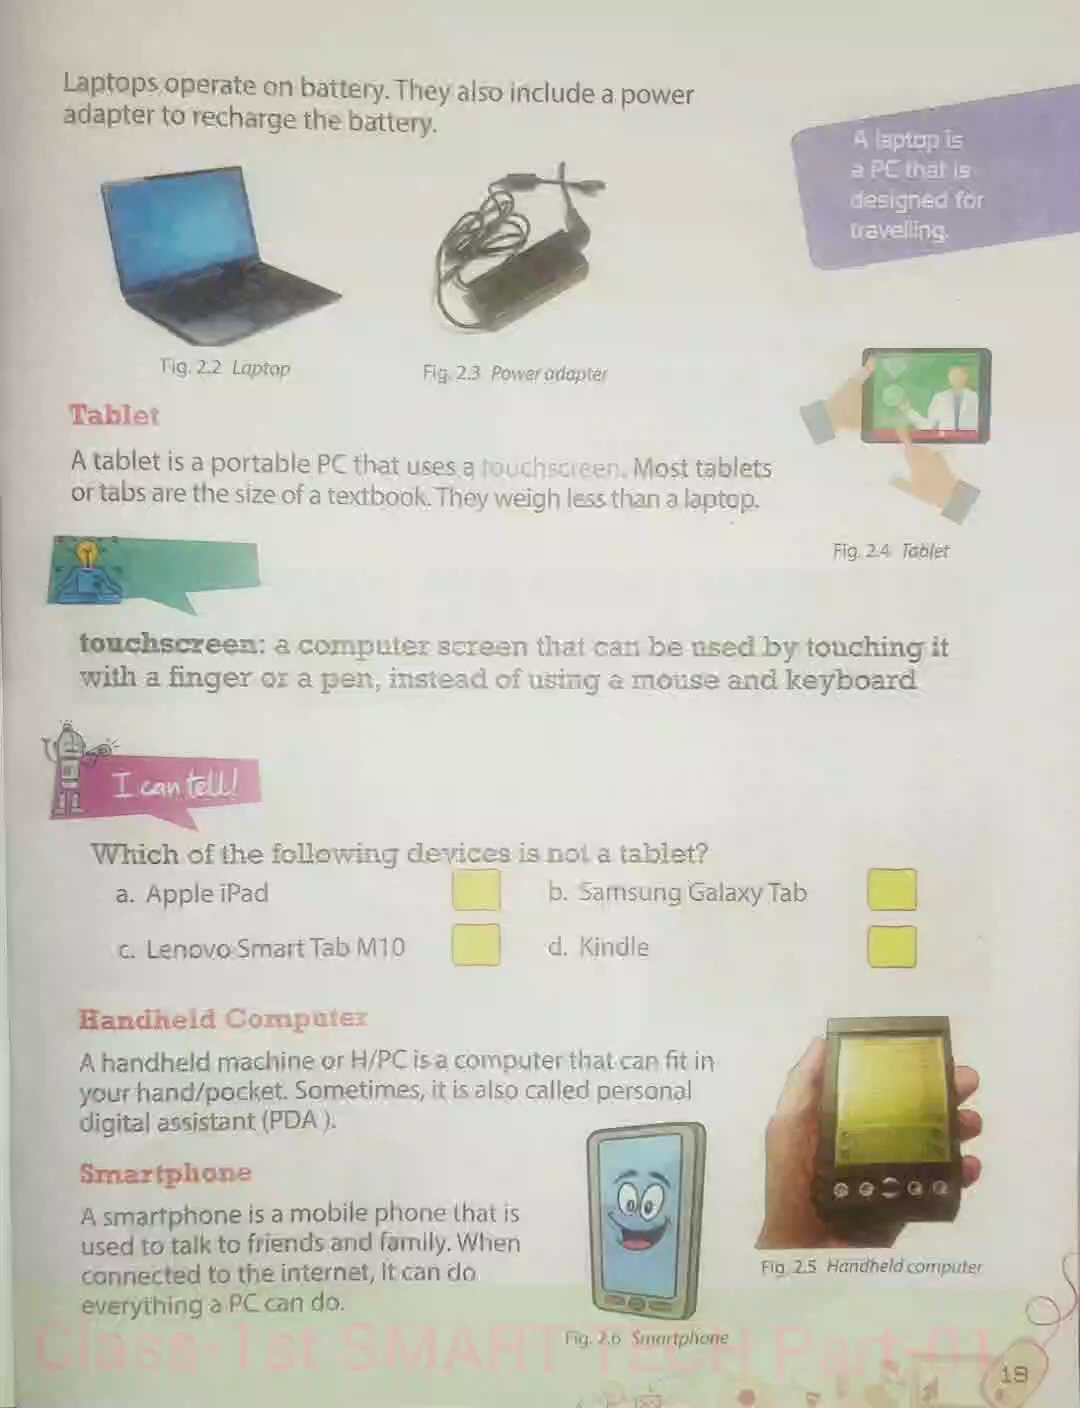 Laptops operate on battery. They also include a power
adapter to recharge the battery.
A laptop is
a PC that is
designed for
travelling.
Fig. 2.2 Laptop
Fig. 2.3 Power adapter
Tablet
A tablet is a portable PC that uses a touchscreen. Most tablets
or tabs are the size of a textbook. They weigh less than a laptop.
Fig. 2.4 Tablet
touchscreen: a computer screen that can be used by touching it
with a finger or a pen, instead of using a mouse and keyboard
I can tell!
Which of the following devices is not a tablet?
a. Apple iPad
b. Samsung Galaxy Tab
c. Lenovo Smart Tab M10
d. Kindle
Handheld Computer
A handheld machine or H/PC is a computer that can fit in
your hand/pocket. Sometimes, it is also called personal
digital assistant (PDA ).
Smartphone
A smartphone is a mobile phone that is
used to talk to friends and family. When
connected to the internet, it can do
everything a PC can do.
Fig. 2.5 Handheld computer
Fig. 2.6 Smartphone
Class-1st SMART TECH Part-01
19